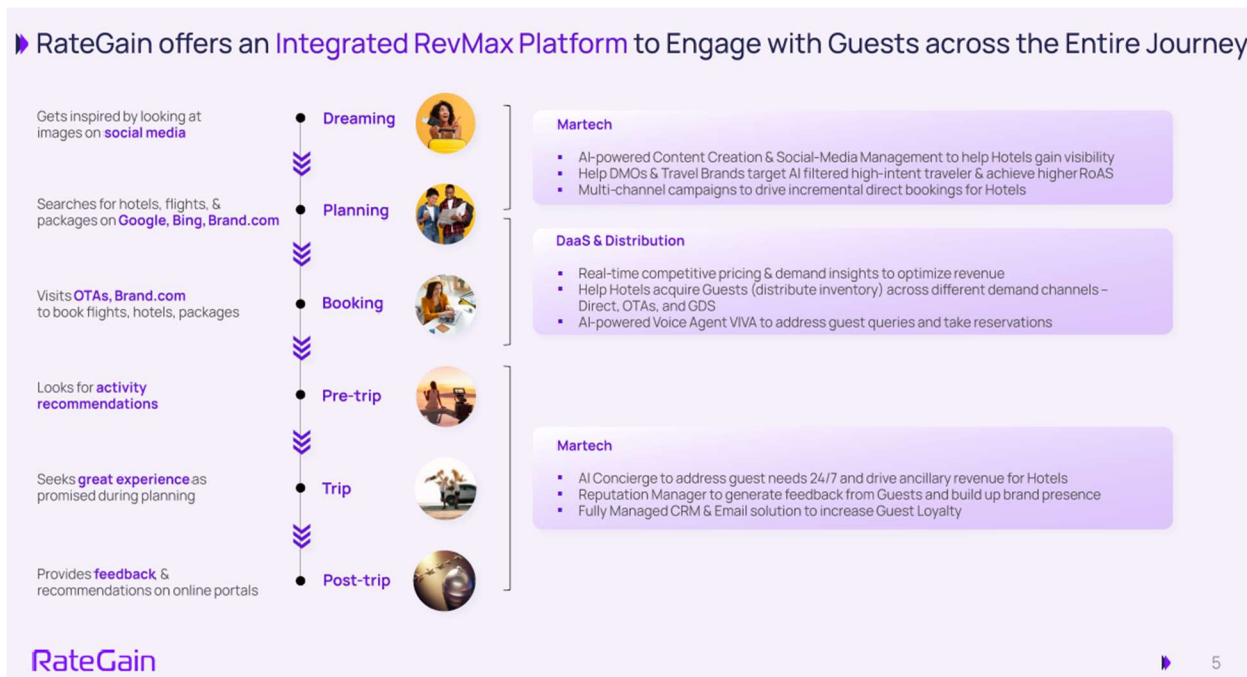 RateGain offers an Integrated RevMax Platform to Engage with Guests across the Entire Journey
Gets inspired by looking at
images on social media
Dreaming
Searches for hotels, flights, &
packages on Google, Bing, Brand.com
Planning
Visits OTAs, Brand.com
to book flights, hotels, packages
Booking
Looks for activity
recommendations
Pre-trip
Seeks great experience as
promised during planning
Trip
Provides feedback &
recommendations on online portals
Post-trip
Martech
▪ AI-powered Content Creation & Social-Media Management to help Hotels gain visibility
▪ Help DMOs & Travel Brands target AI filtered high-intent traveler & achieve higher RoAS
▪ Multi-channel campaigns to drive incremental direct bookings for Hotels
DaaS & Distribution
▪ Real-time competitive pricing & demand insights to optimize revenue
▪ Help Hotels acquire Guests (distribute inventory) across different demand channels –
Direct, OTAs, and GDS
▪ AI-powered Voice Agent VIVA to address guest queries and take reservations
Martech
▪ AI Concierge to address guest needs 24/7 and drive ancillary revenue for Hotels
▪ Reputation Manager to generate feedback from Guests and build up brand presence
▪ Fully Managed CRM & Email solution to increase Guest Loyalty
RateGain
5